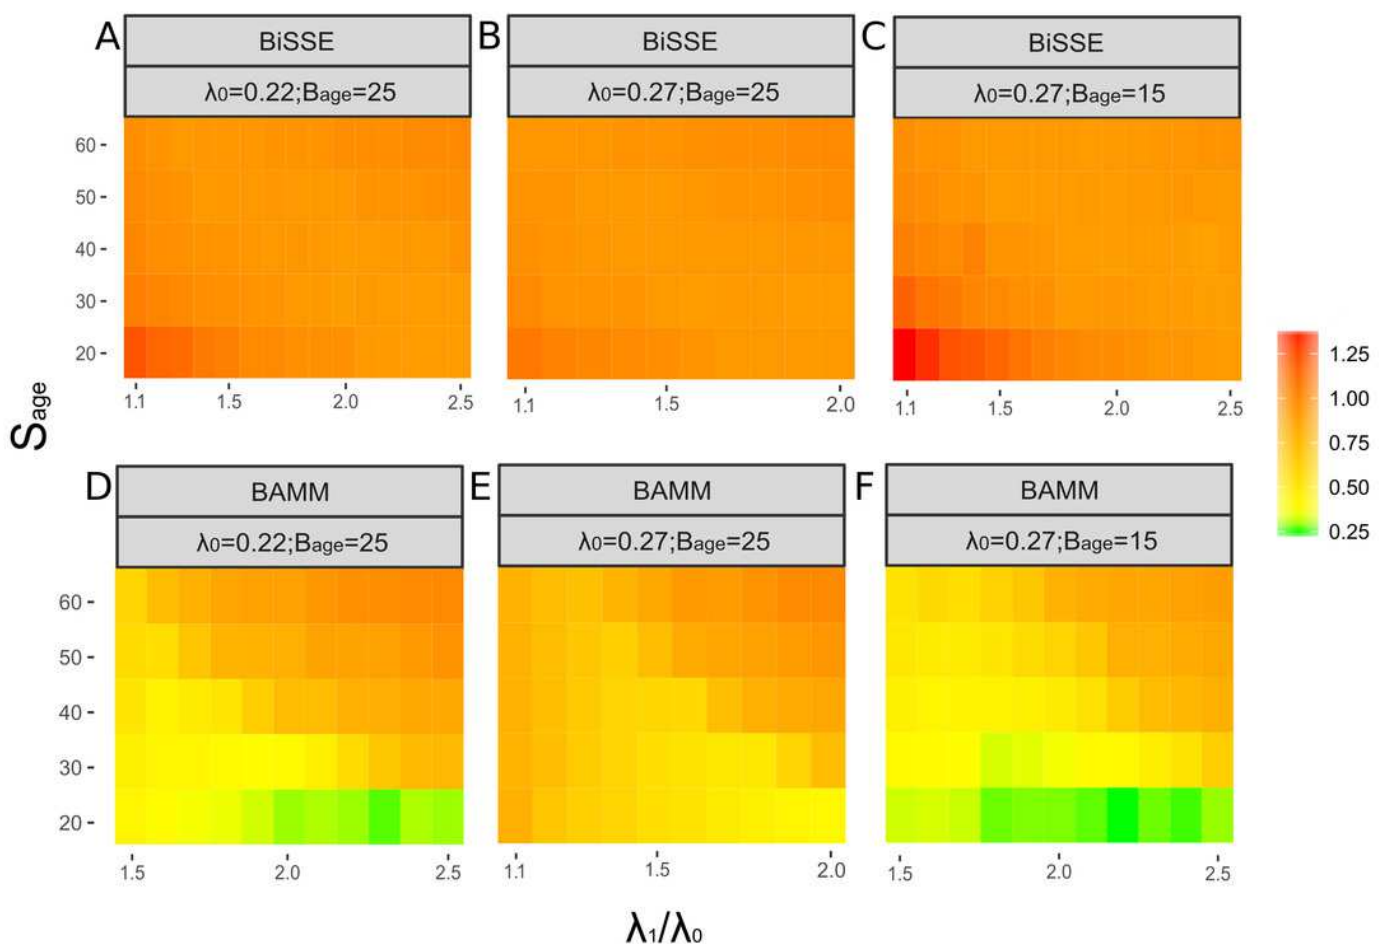 A BiSSE B BiSSE C BiSSE
λ0=0.22;Bage=25 λ0=0.27;Bage=25 λ0=0.27;Bage=15
60
50
40
30
20
1.1 1.5 2.0 2.5 1.1 1.5 2.0 1.1 1.5 2.0 2.5
1.25
1.00
0.75
0.50
0.25
Sage
D BAMM E BAMM F BAMM
λ0=0.22;Bage=25 λ0=0.27;Bage=25 λ0=0.27;Bage=15
60
50
40
30
20
1.5 2.0 2.5 1.1 1.5 2.0 1.5 2.0 2.5
λ1/λ0